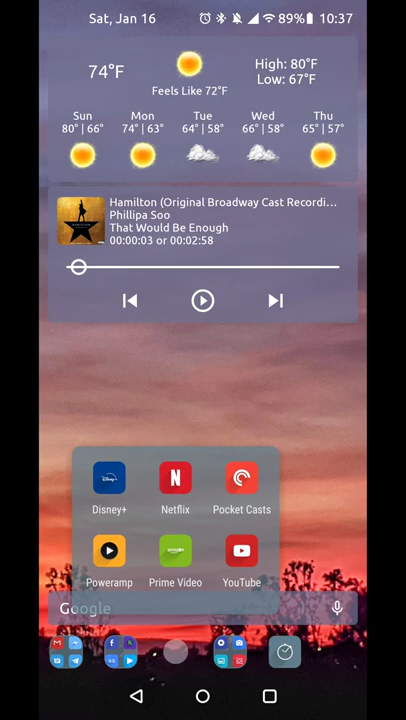 Sat, Jan 16
89% 10:37
74°F
Feels Like 72°F
High: 80°F
Low: 67°F
Sun Mon Tue Wed Thu
80° | 66° 74° | 63° 64° | 58° 66° | 58° 65° | 57°
Hamilton (Original Broadway Cast Recordi…
Phillipa Soo
That Would Be Enough
00:00:03 or 00:02:58
Disney+ N
Disney+ Netflix Pocket Casts
amazon
Poweramp Prime Video YouTube
Google